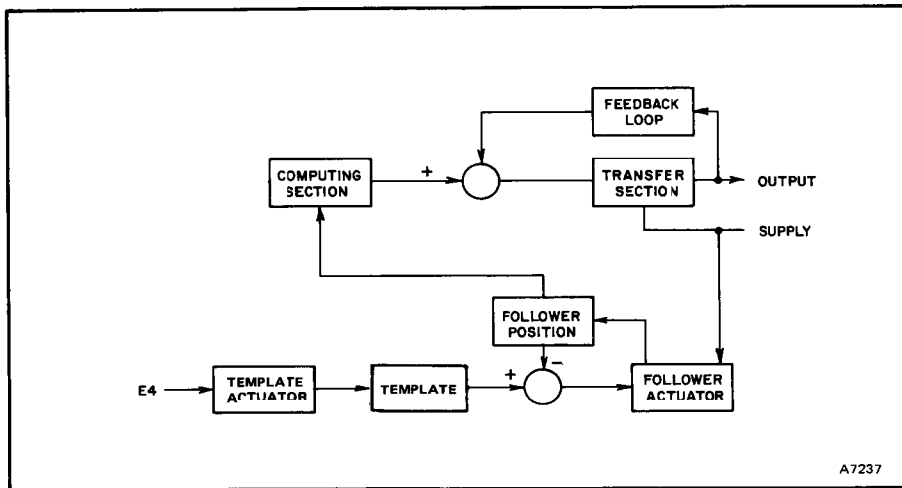 FEEDBACK
LOOP
COMPUTING
SECTION
+
TRANSFER
SECTION
OUTPUT
SUPPLY
FOLLOWER
POSITION
-
+
E4
TEMPLATE
ACTUATOR
TEMPLATE
FOLLOWER
ACTUATOR
A7237